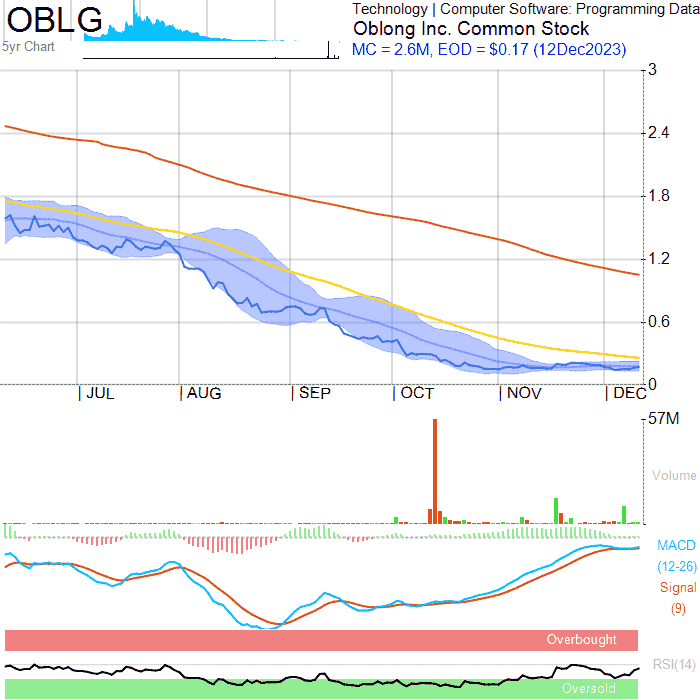 OBLG
5yr Chart
Technology | Computer Software: Programming Data
Oblong Inc. Common Stock
MC = 2.6M, EOD = $0.17 (12Dec2023)
3
2.4
1.8
1.2
0.6
0
JUL AUG SEP OCT NOV DEC
57M
Volume
MACD
(12-26)
Signal
(9)
Overbought
RSI(14)
Oversold